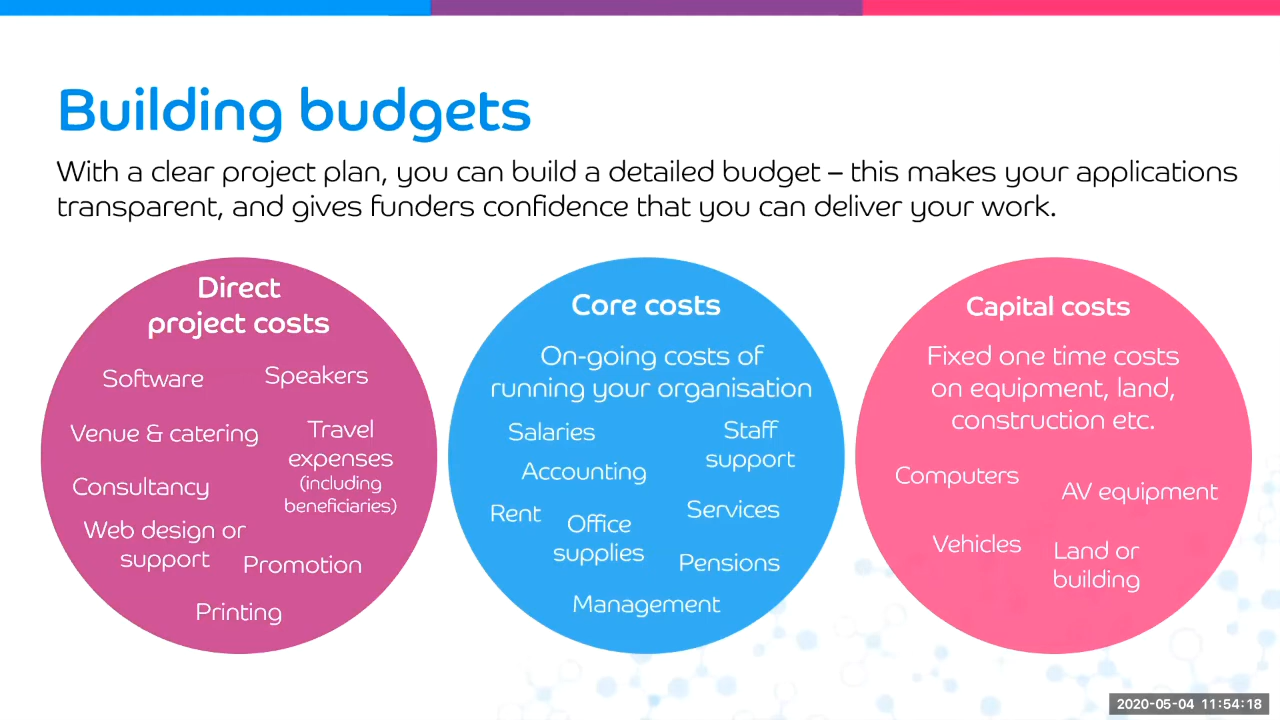 Building budgets
With a clear project plan, you can build a detailed budget – this makes your applications
transparent, and gives funders confidence that you can deliver your work.
Direct
project costs
Software
Speakers
Venue & catering
Travel
expenses
(including
beneficiaries)
Consultancy
Web design or
support
Promotion
Printing
Core costs
On-going costs of
running your organisation
Salaries
Staff
support
Accounting
Rent
Office
supplies
Services
Pensions
Management
Capital costs
Fixed one time costs
on equipment, land,
construction etc.
Computers
AV equipment
Vehicles
Land or
building
2020-05-04 11:54:18